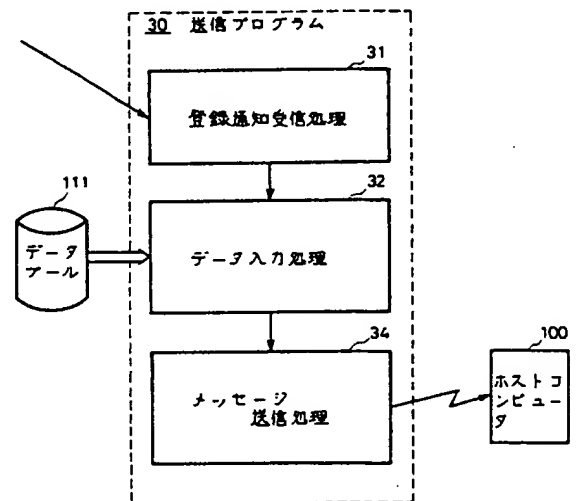 30 送信プログラム
31
登録通知受信処理
32
111
データ
プール
データ入力処理
34
メッセージ
送信処理
100
ホストコ
ンピュー
タ